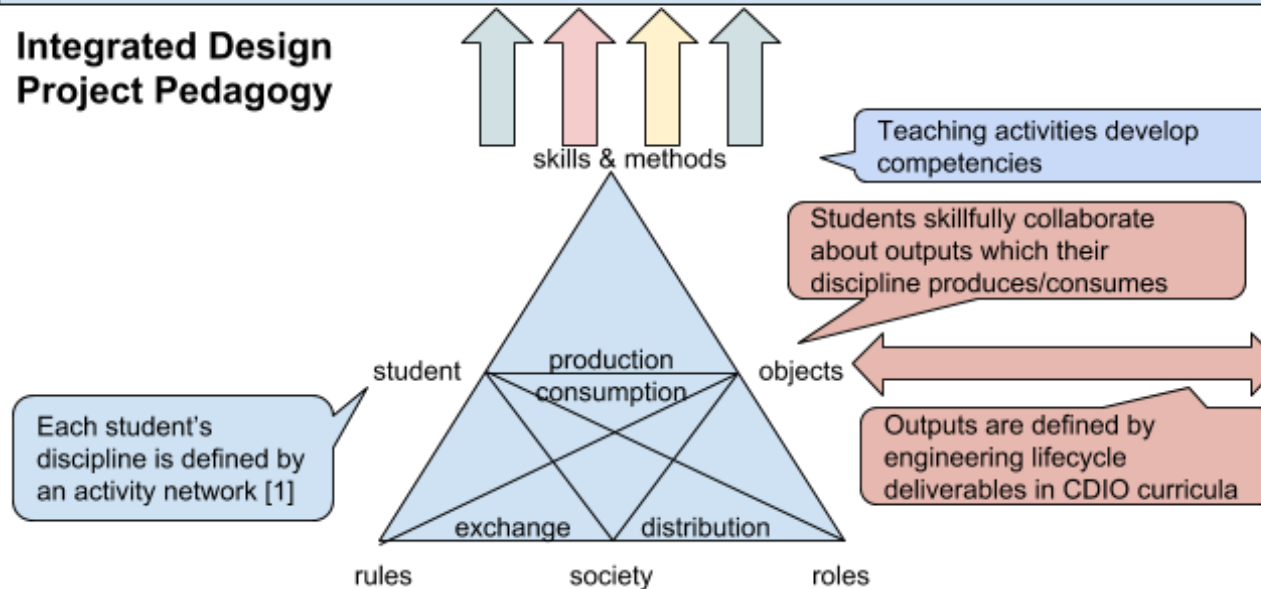 Integrated Design
Project Pedagogy
skills & methods
Teaching activities develop
competencies
Students skillfully collaborate
about outputs which their
discipline produces/consumes
student
production
consumption
objects
Each student's
discipline is defined by
an activity network [1]
Outputs are defined by
engineering lifecycle
deliverables in CDIO curricula
exchange
distribution
rules
society
roles